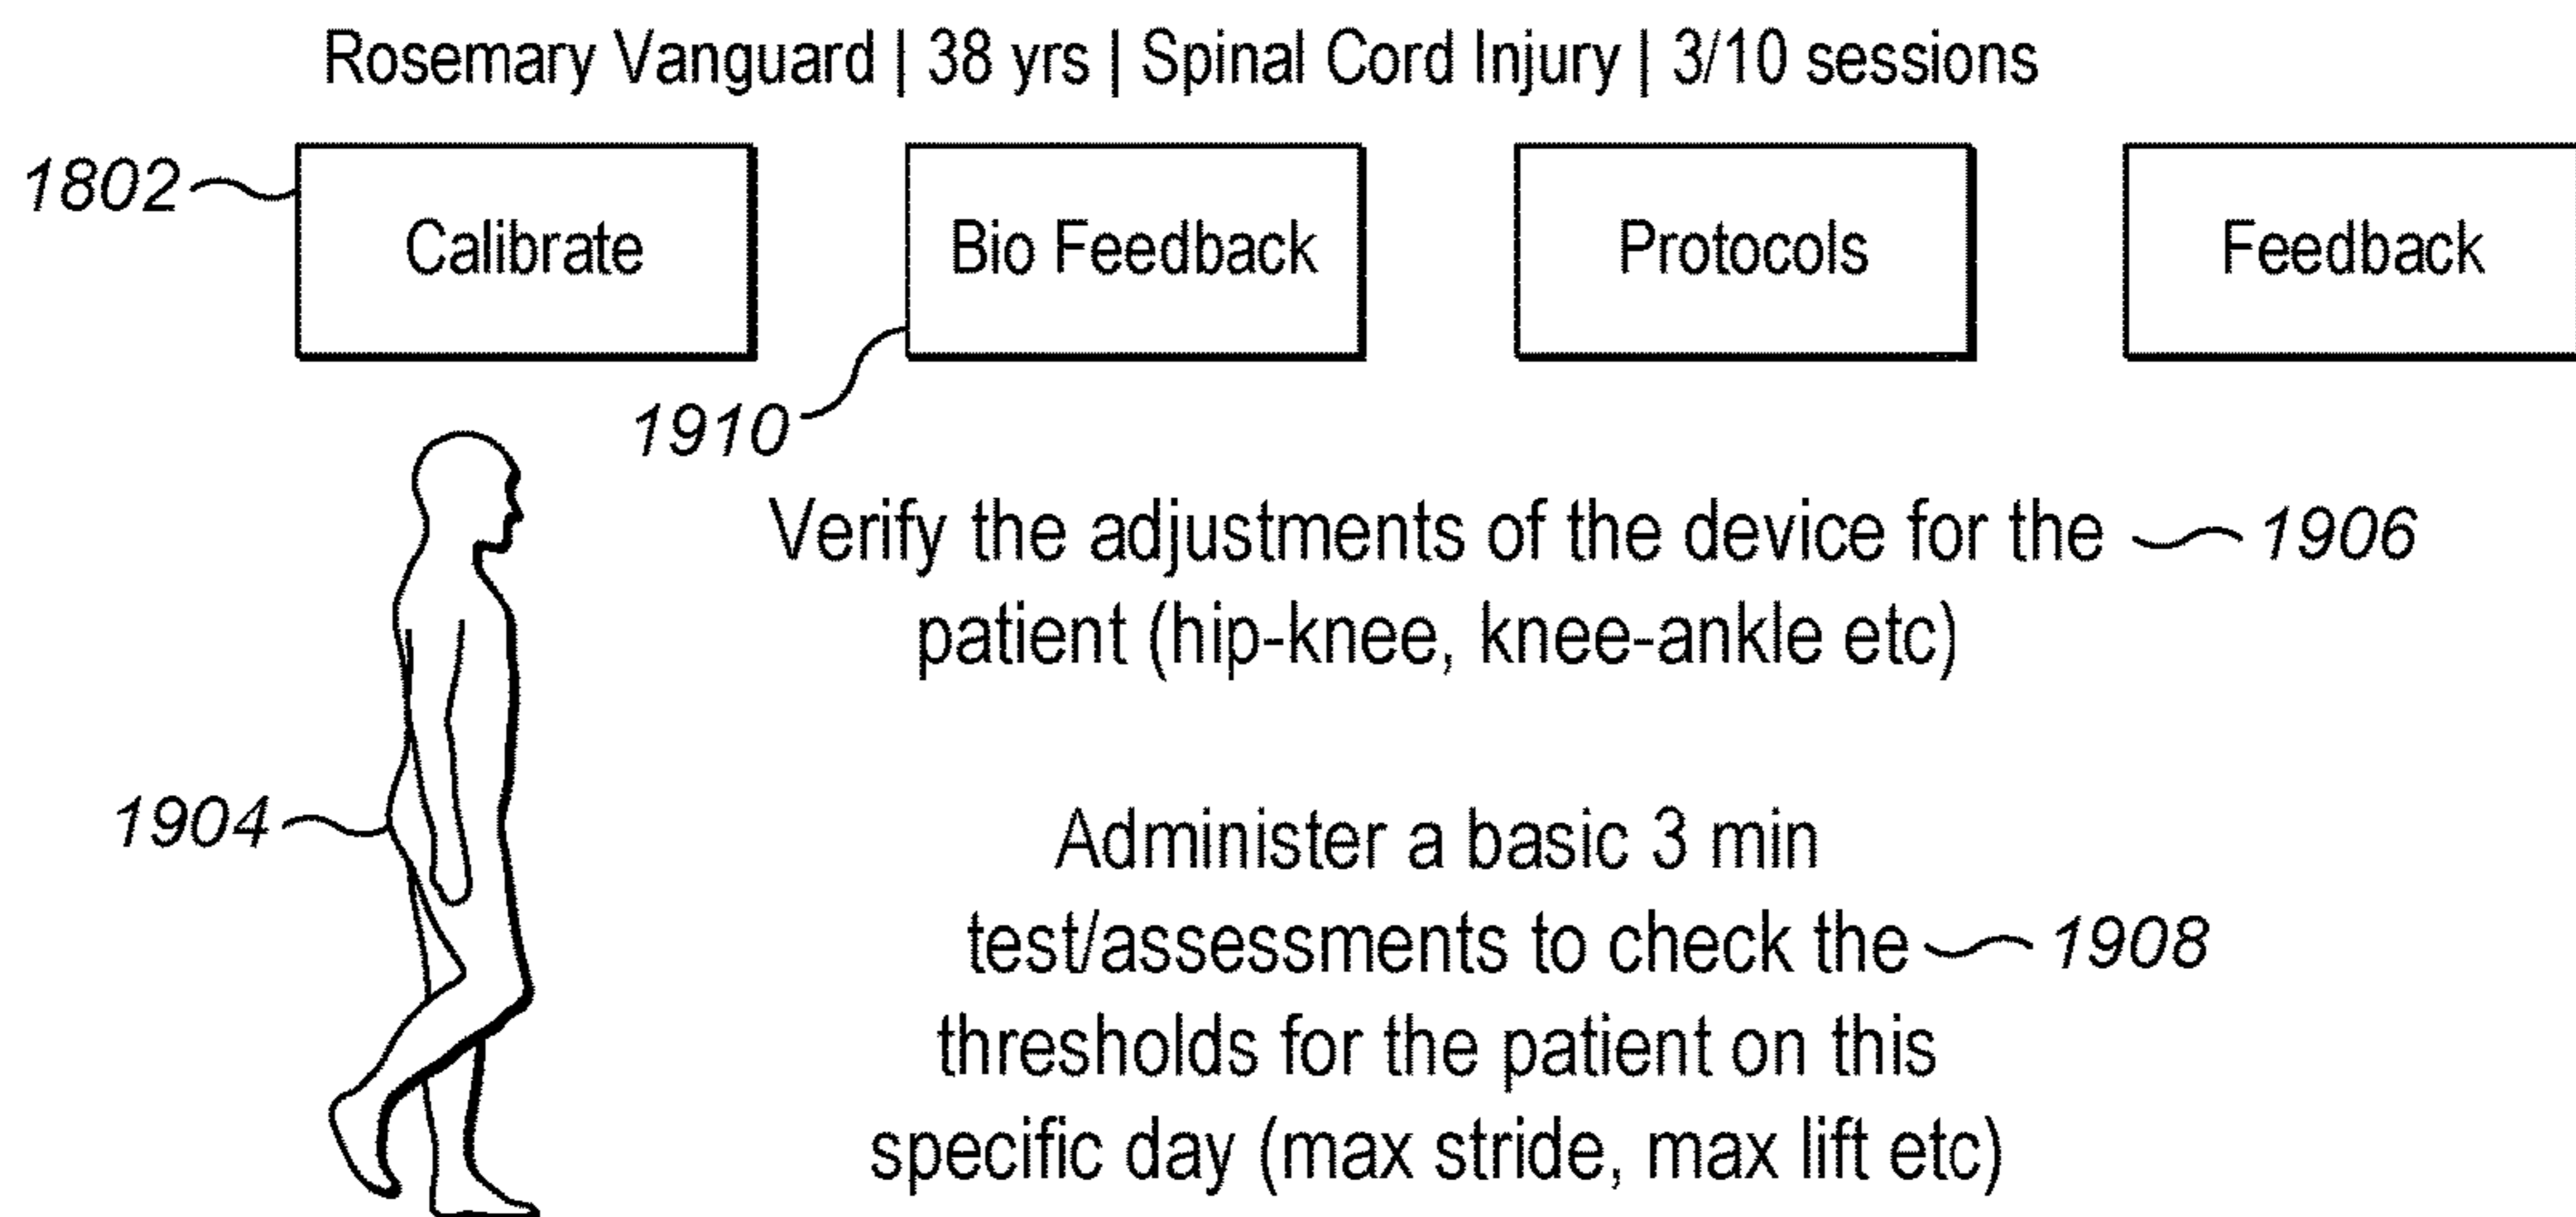 Rosemary Vanguard | 38 yrs | Spinal Cord Injury | 3/10 sessions
1802
Calibrate
Bio Feedback
Protocols
Feedback
1910
Verify the adjustments of the device for the
1906
patient (hip-knee, knee-ankle etc)
1904
Administer a basic 3 min
test/assessments to check the
1908
thresholds for the patient on this
specific day (max stride, max lift etc)